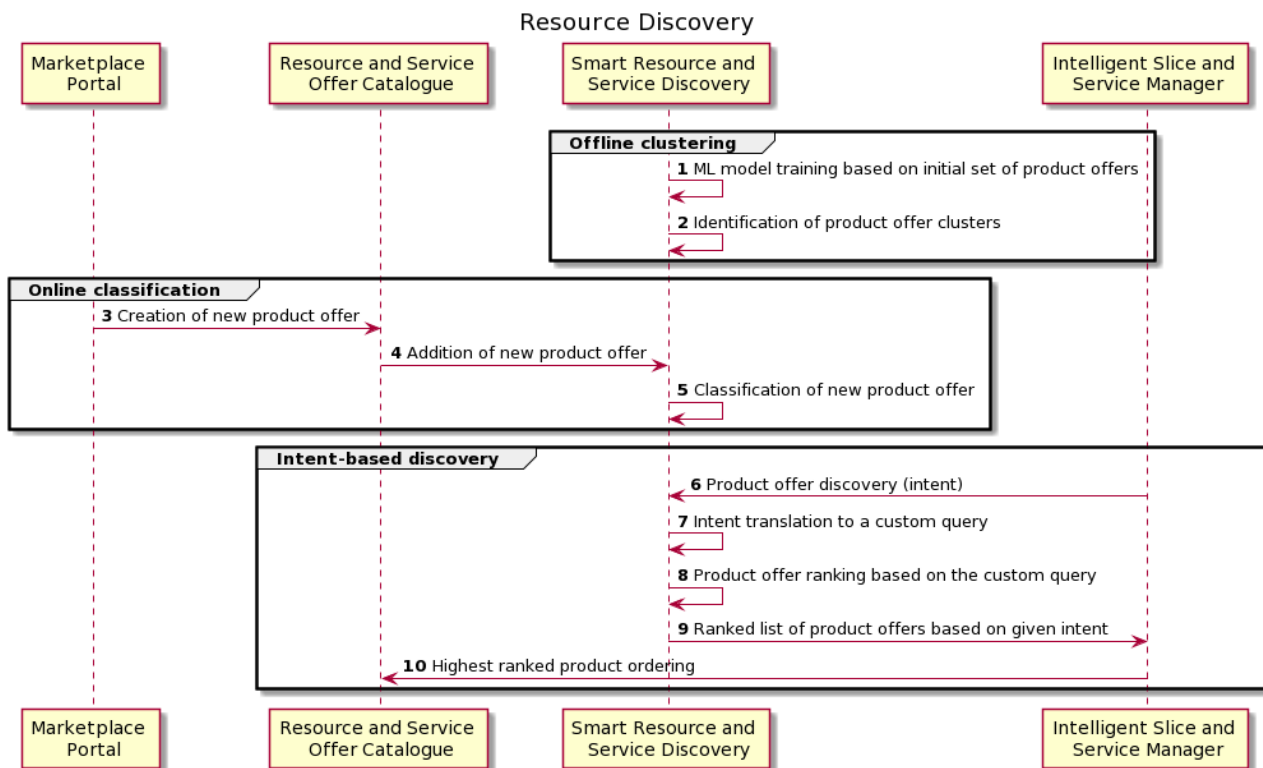 Resource Discovery
Marketplace
Portal
Resource and Service
Offer Catalogue
Smart Resource and
Service Discovery
Intelligent Slice and
Service Manager
Offline clustering
1 ML model training based on initial set of product offers
2 Identification of product offer clusters
Online classification
3 Creation of new product offer
4 Addition of new product offer
5 Classification of new product offer
Intent-based discovery
6 Product offer discovery (intent)
7 Intent translation to a custom query
8 Product offer ranking based on the custom query
9 Ranked list of product offers based on given intent
10 Highest ranked product ordering
Marketplace
Portal
Resource and Service
Offer Catalogue
Smart Resource and
Service Discovery
Intelligent Slice and
Service Manager